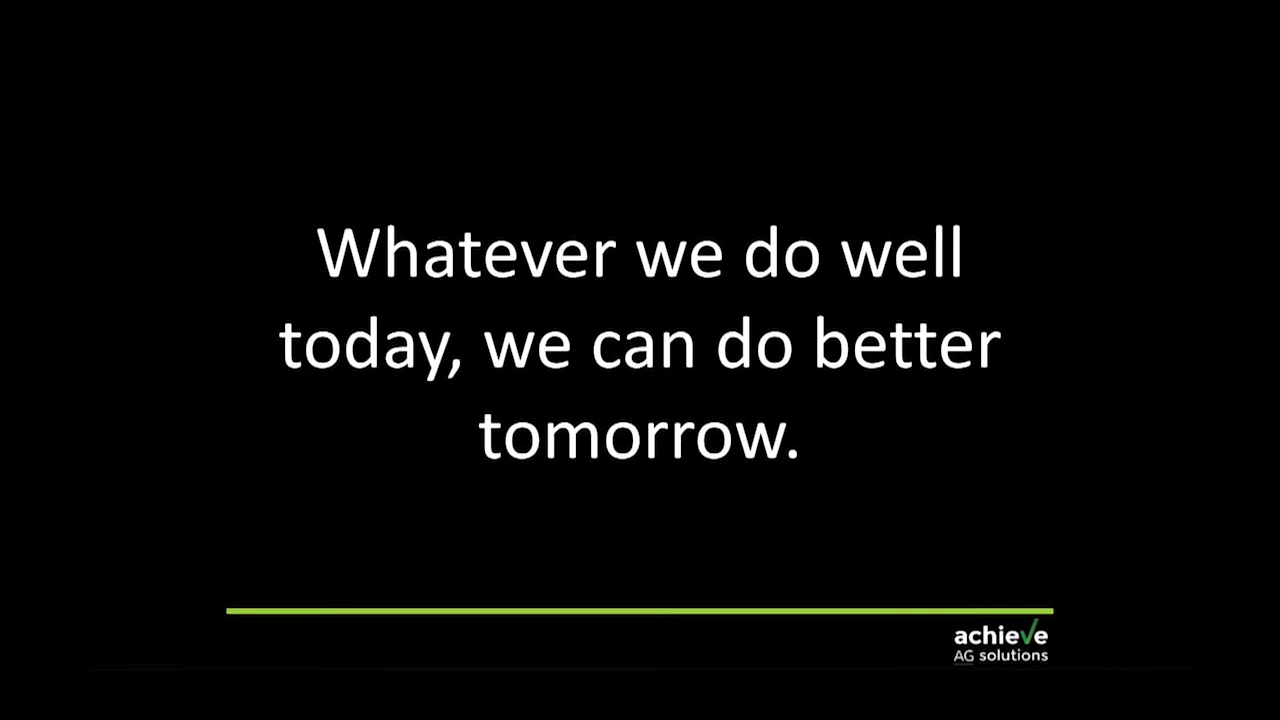 Whatever we do well
today, we can do better
tomorrow.
achieve
AG solutions